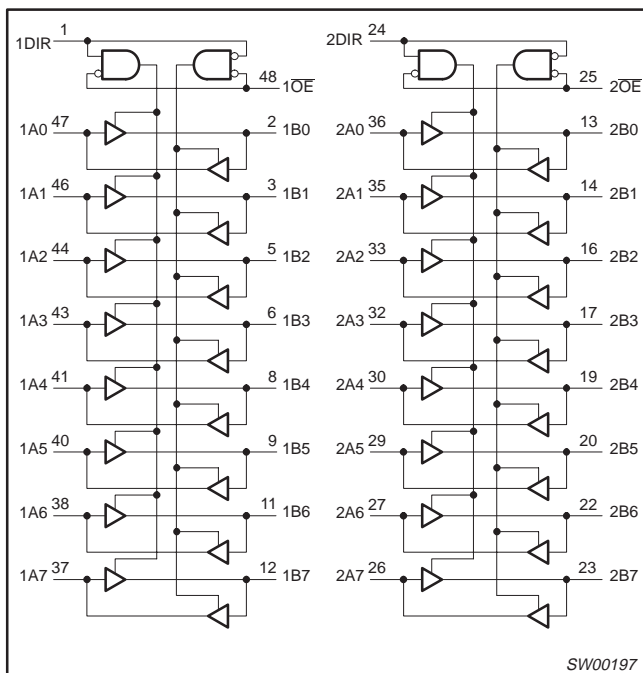 1DIR 1 2DIR 24
48 1O̅E̅ 25 2O̅E̅
1A0 47 2 1B0 2A0 36 13 2B0
1A1 46 3 1B1 2A1 35 14 2B1
1A2 44 5 1B2 2A2 33 16 2B2
1A3 43 6 1B3 2A3 32 17 2B3
1A4 41 8 1B4 2A4 30 19 2B4
1A5 40 9 1B5 2A5 29 20 2B5
1A6 38 11 1B6 2A6 27 22 2B6
1A7 37 12 1B7 2A7 26 23 2B7
SW00197